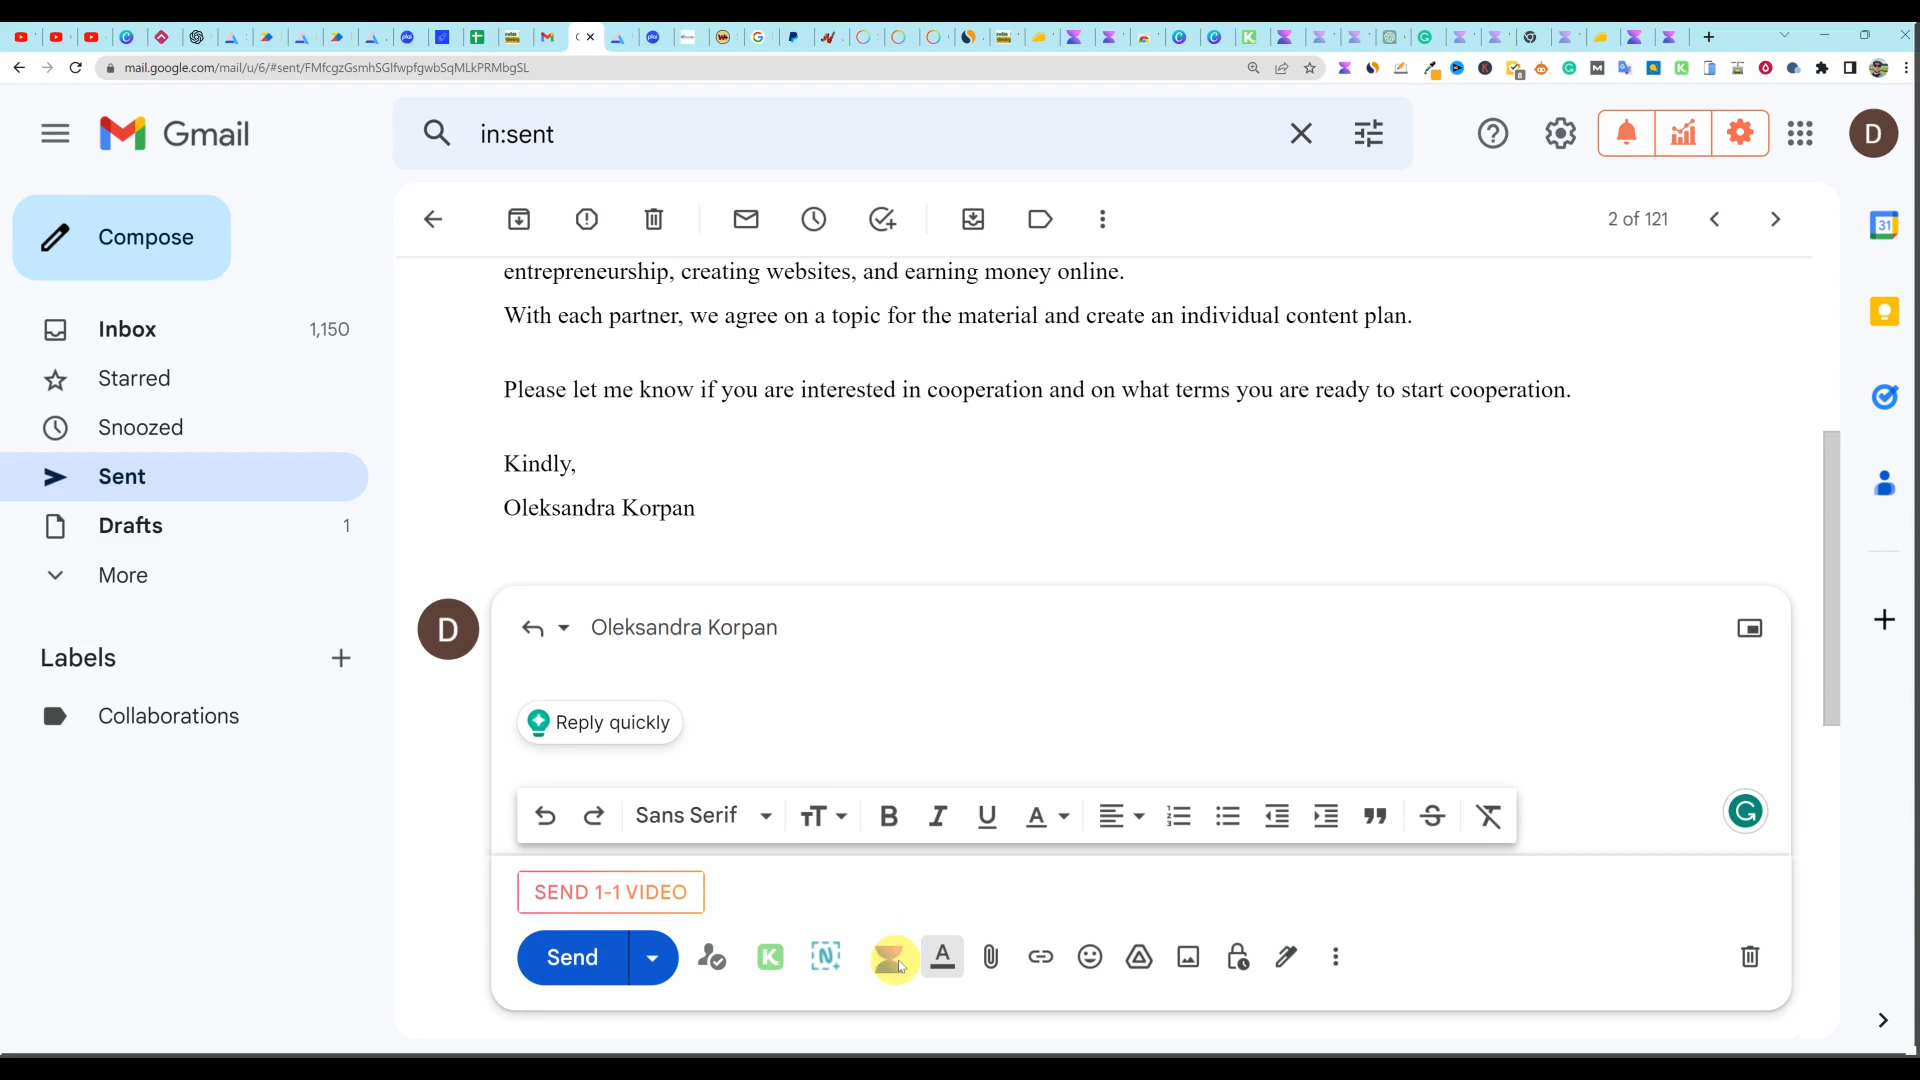 mail.google.com/mail/u/6/#sent/FMfcgzGsmhSGlfwpfgwbSqMLkPRMbgSL
8
Gmail
in:sent
D
Compose
2 of 121
31
entrepreneurship, creating websites, and earning money online.
With each partner, we agree on a topic for the material and create an individual content plan.
Inbox 1,150
Starred
Please let me know if you are interested in cooperation and on what terms you are ready to start cooperation.
Snoozed
Kindly,
Sent
Oleksandra Korpan
Drafts 1
More
D
Oleksandra Korpan
Labels
Collaborations
Reply quickly
Sans Serif
SEND 1-1 VIDEO
Send